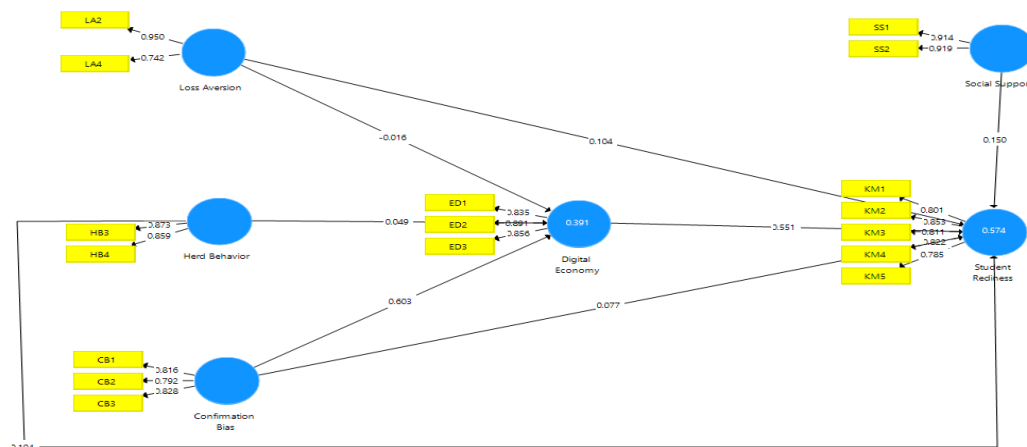 LA2
0.950
LA4
0.742
Loss Aversion
SS1
0.914
SS2
0.919
Social Support
-0.016
0.104
0.150
HB3
0.873
HB4
0.859
Herd Behavior
0.049
ED1
0.835
ED2
0.891
ED3
0.856
0.391
Digital
Economy
0.551
KM1
0.801
KM2
0.853
KM3
0.811
KM4
0.822
KM5
0.785
0.574
Student
Rediness
0.603
0.077
CB1
0.816
CB2
0.792
CB3
0.828
Confirmation
Bias